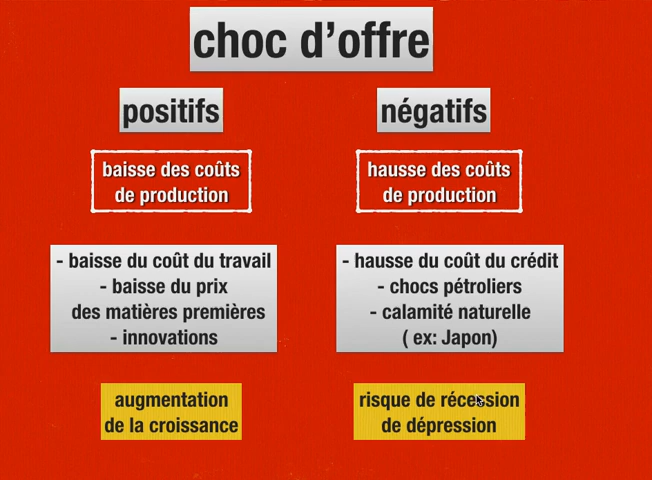 choc d'offre
positifs
négatifs
baisse des coûts
de production
hausse des coûts
de production
- baisse du coût du travail
- baisse du prix
des matières premières
- innovations
- hausse du coût du crédit
- chocs pétroliers
- calamité naturelle
( ex: Japon)
augmentation
de la croissance
risque de récession
de dépression